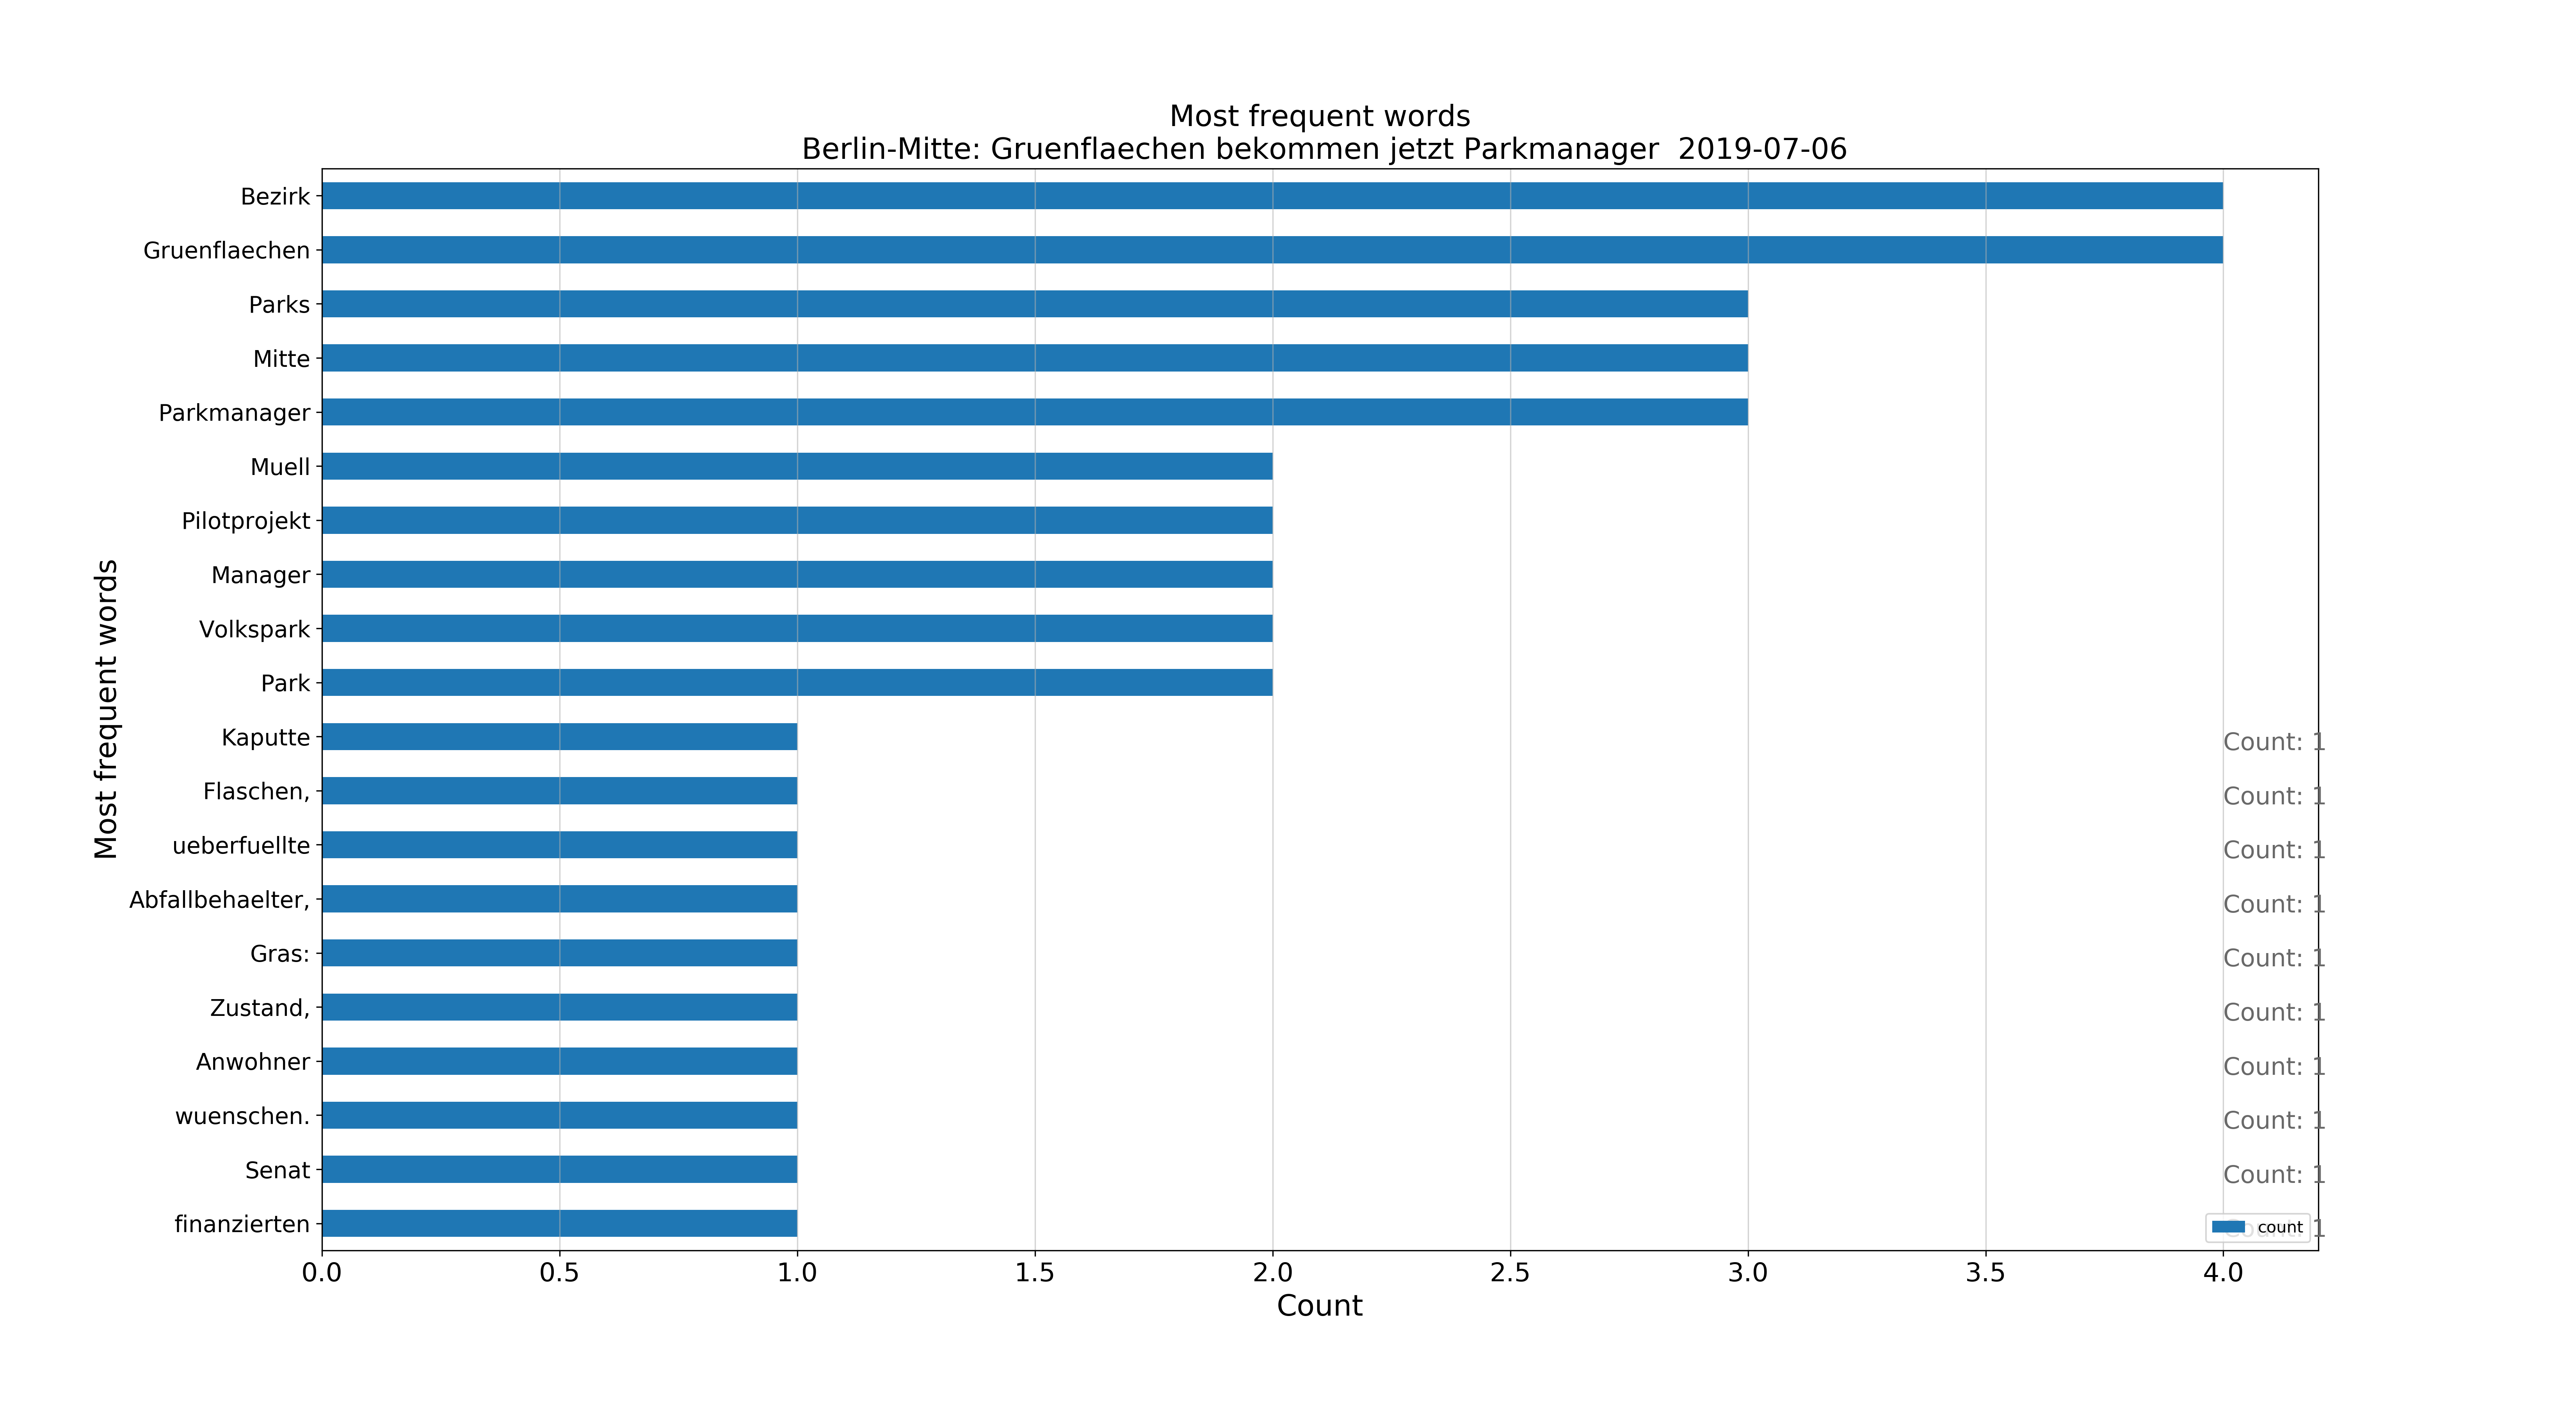 Most frequent words
Berlin-Mitte: Gruenflaechen bekommen jetzt Parkmanager  2019-07-06
Most frequent words
Bezirk
Gruenflaechen
Parks
Mitte
Parkmanager
Muell
Pilotprojekt
Manager
Volkspark
Park
Kaputte
Count: 1
Flaschen,
Count: 1
ueberfuellte
Count: 1
Abfallbehaelter,
Count: 1
Gras:
Count: 1
Zustand,
Count: 1
Anwohner
Count: 1
wuenschen.
Count: 1
Senat
Count: 1
finanzierten
Count: 1
count
0.0 0.5 1.0 1.5 2.0 2.5 3.0 3.5 4.0
Count